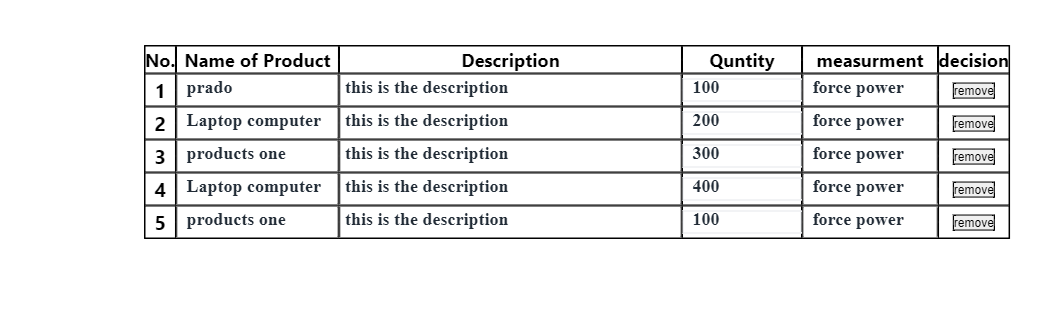 No. Name of Product Description Quntity measurment decision
1 prado this is the description 100 force power remove
2 Laptop computer this is the description 200 force power remove
3 products one this is the description 300 force power remove
4 Laptop computer this is the description 400 force power remove
5 products one this is the description 100 force power remove